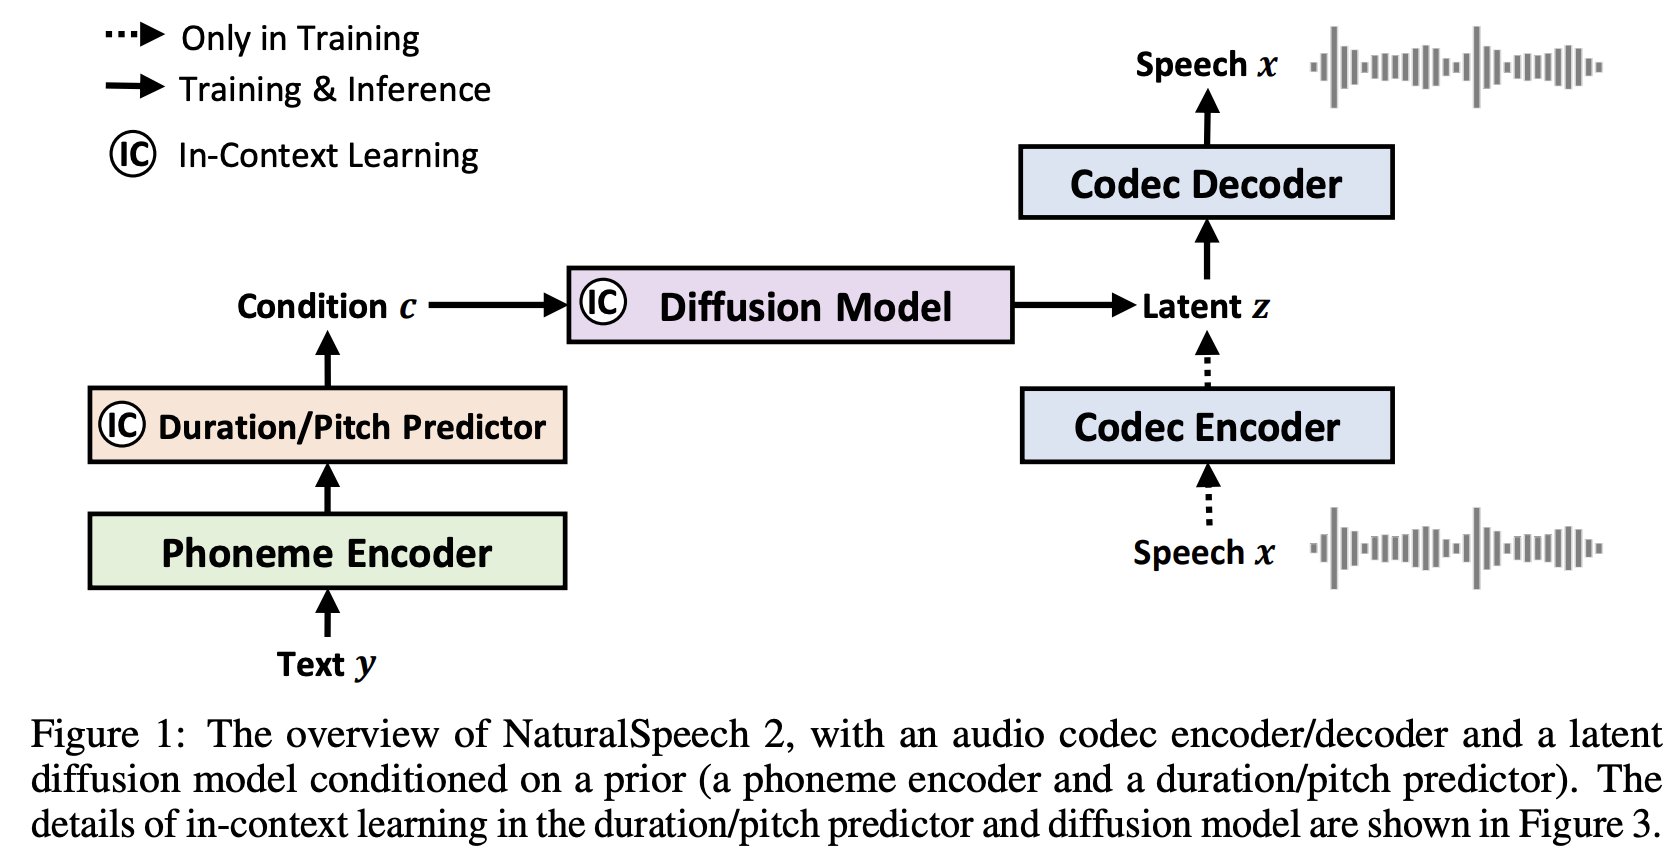 Only in Training
Training & Inference
IC In-Context Learning
Speech x
Codec Decoder
Condition c
IC Diffusion Model
Latent z
IC Duration/Pitch Predictor
Codec Encoder
Phoneme Encoder
Speech x
Text y
Figure 1: The overview of NaturalSpeech 2, with an audio codec encoder/decoder and a latent
diffusion model conditioned on a prior (a phoneme encoder and a duration/pitch predictor). The
details of in-context learning in the duration/pitch predictor and diffusion model are shown in Figure 3.